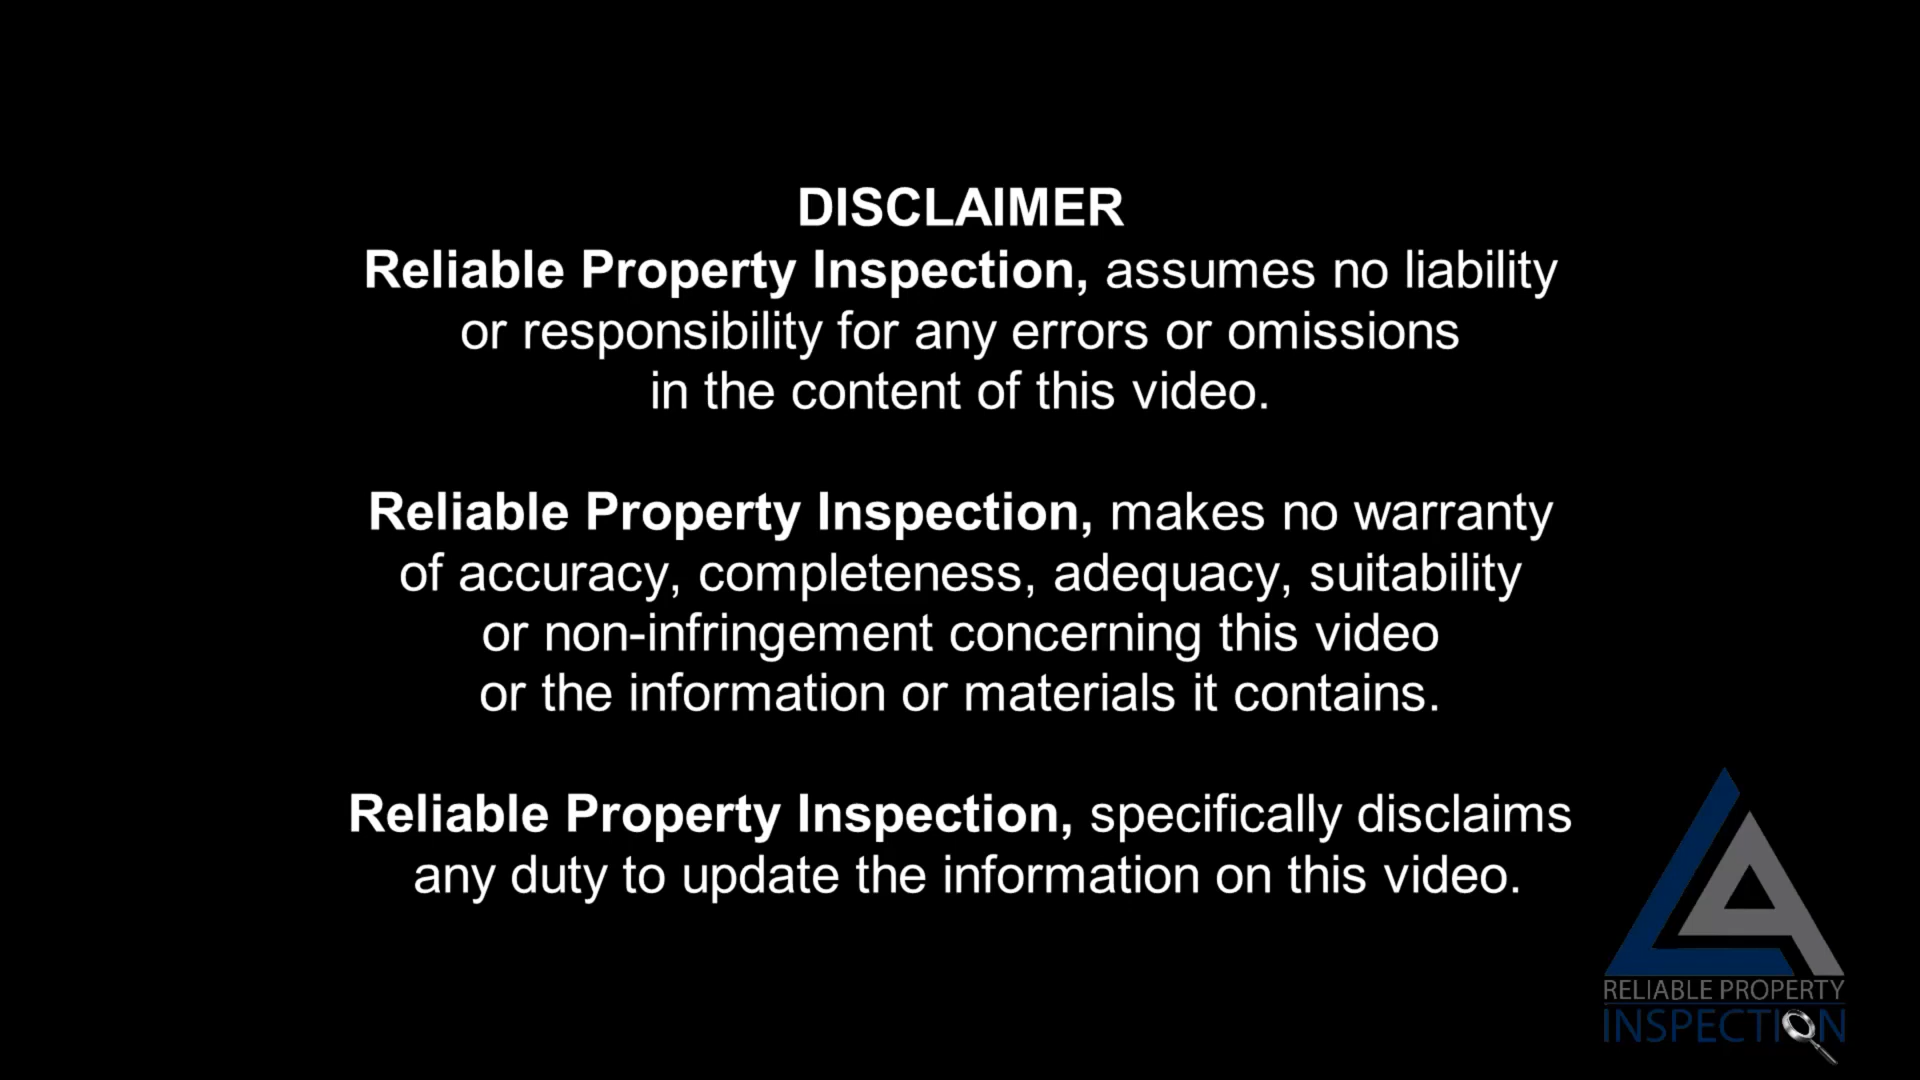 DISCLAIMER
Reliable Property Inspection, assumes no liability
or responsibility for any errors or omissions
in the content of this video.
Reliable Property Inspection, makes no warranty
of accuracy, completeness, adequacy, suitability
or non-infringement concerning this video
or the information or materials it contains.
Reliable Property Inspection, specifically disclaims
any duty to update the information on this video.
RELIABLE PROPERTY
INSPECTION